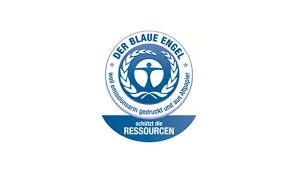 DER BLAUE ENGEL
weil emissionsarm gedruckt und aus Altpapier
schützt die
RESSOURCEN